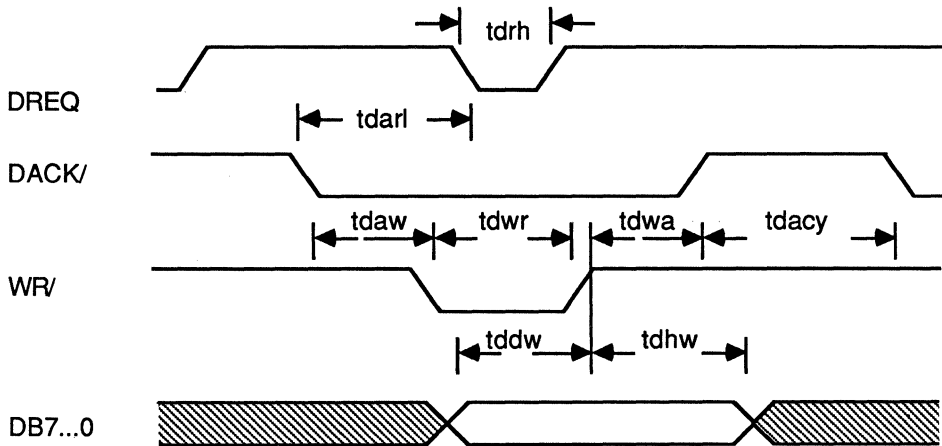 tdrh
DREQ
tdarl
DACK/
tdaw tdwr tdwa tdacy
WR/
tddw tdhw
DB7...0